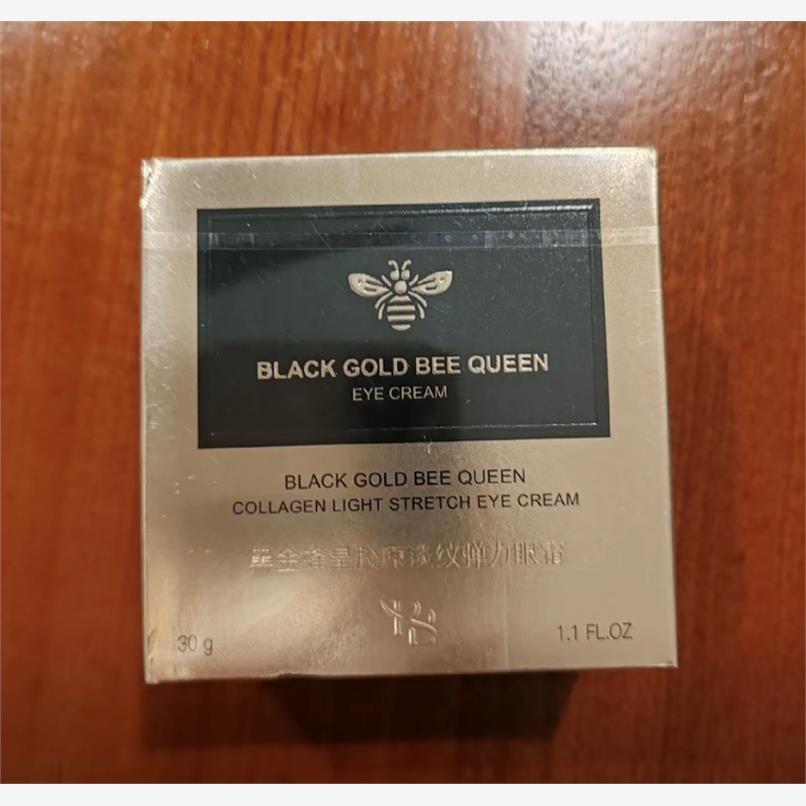 BLACK GOLD BEE QUEEN
EYE CREAM
BLACK GOLD BEE QUEEN
COLLAGEN LIGHT STRETCH EYE CREAM
黑金蜂皇胶原淡纹弹力眼霜
30 g
1.1 FL.OZ